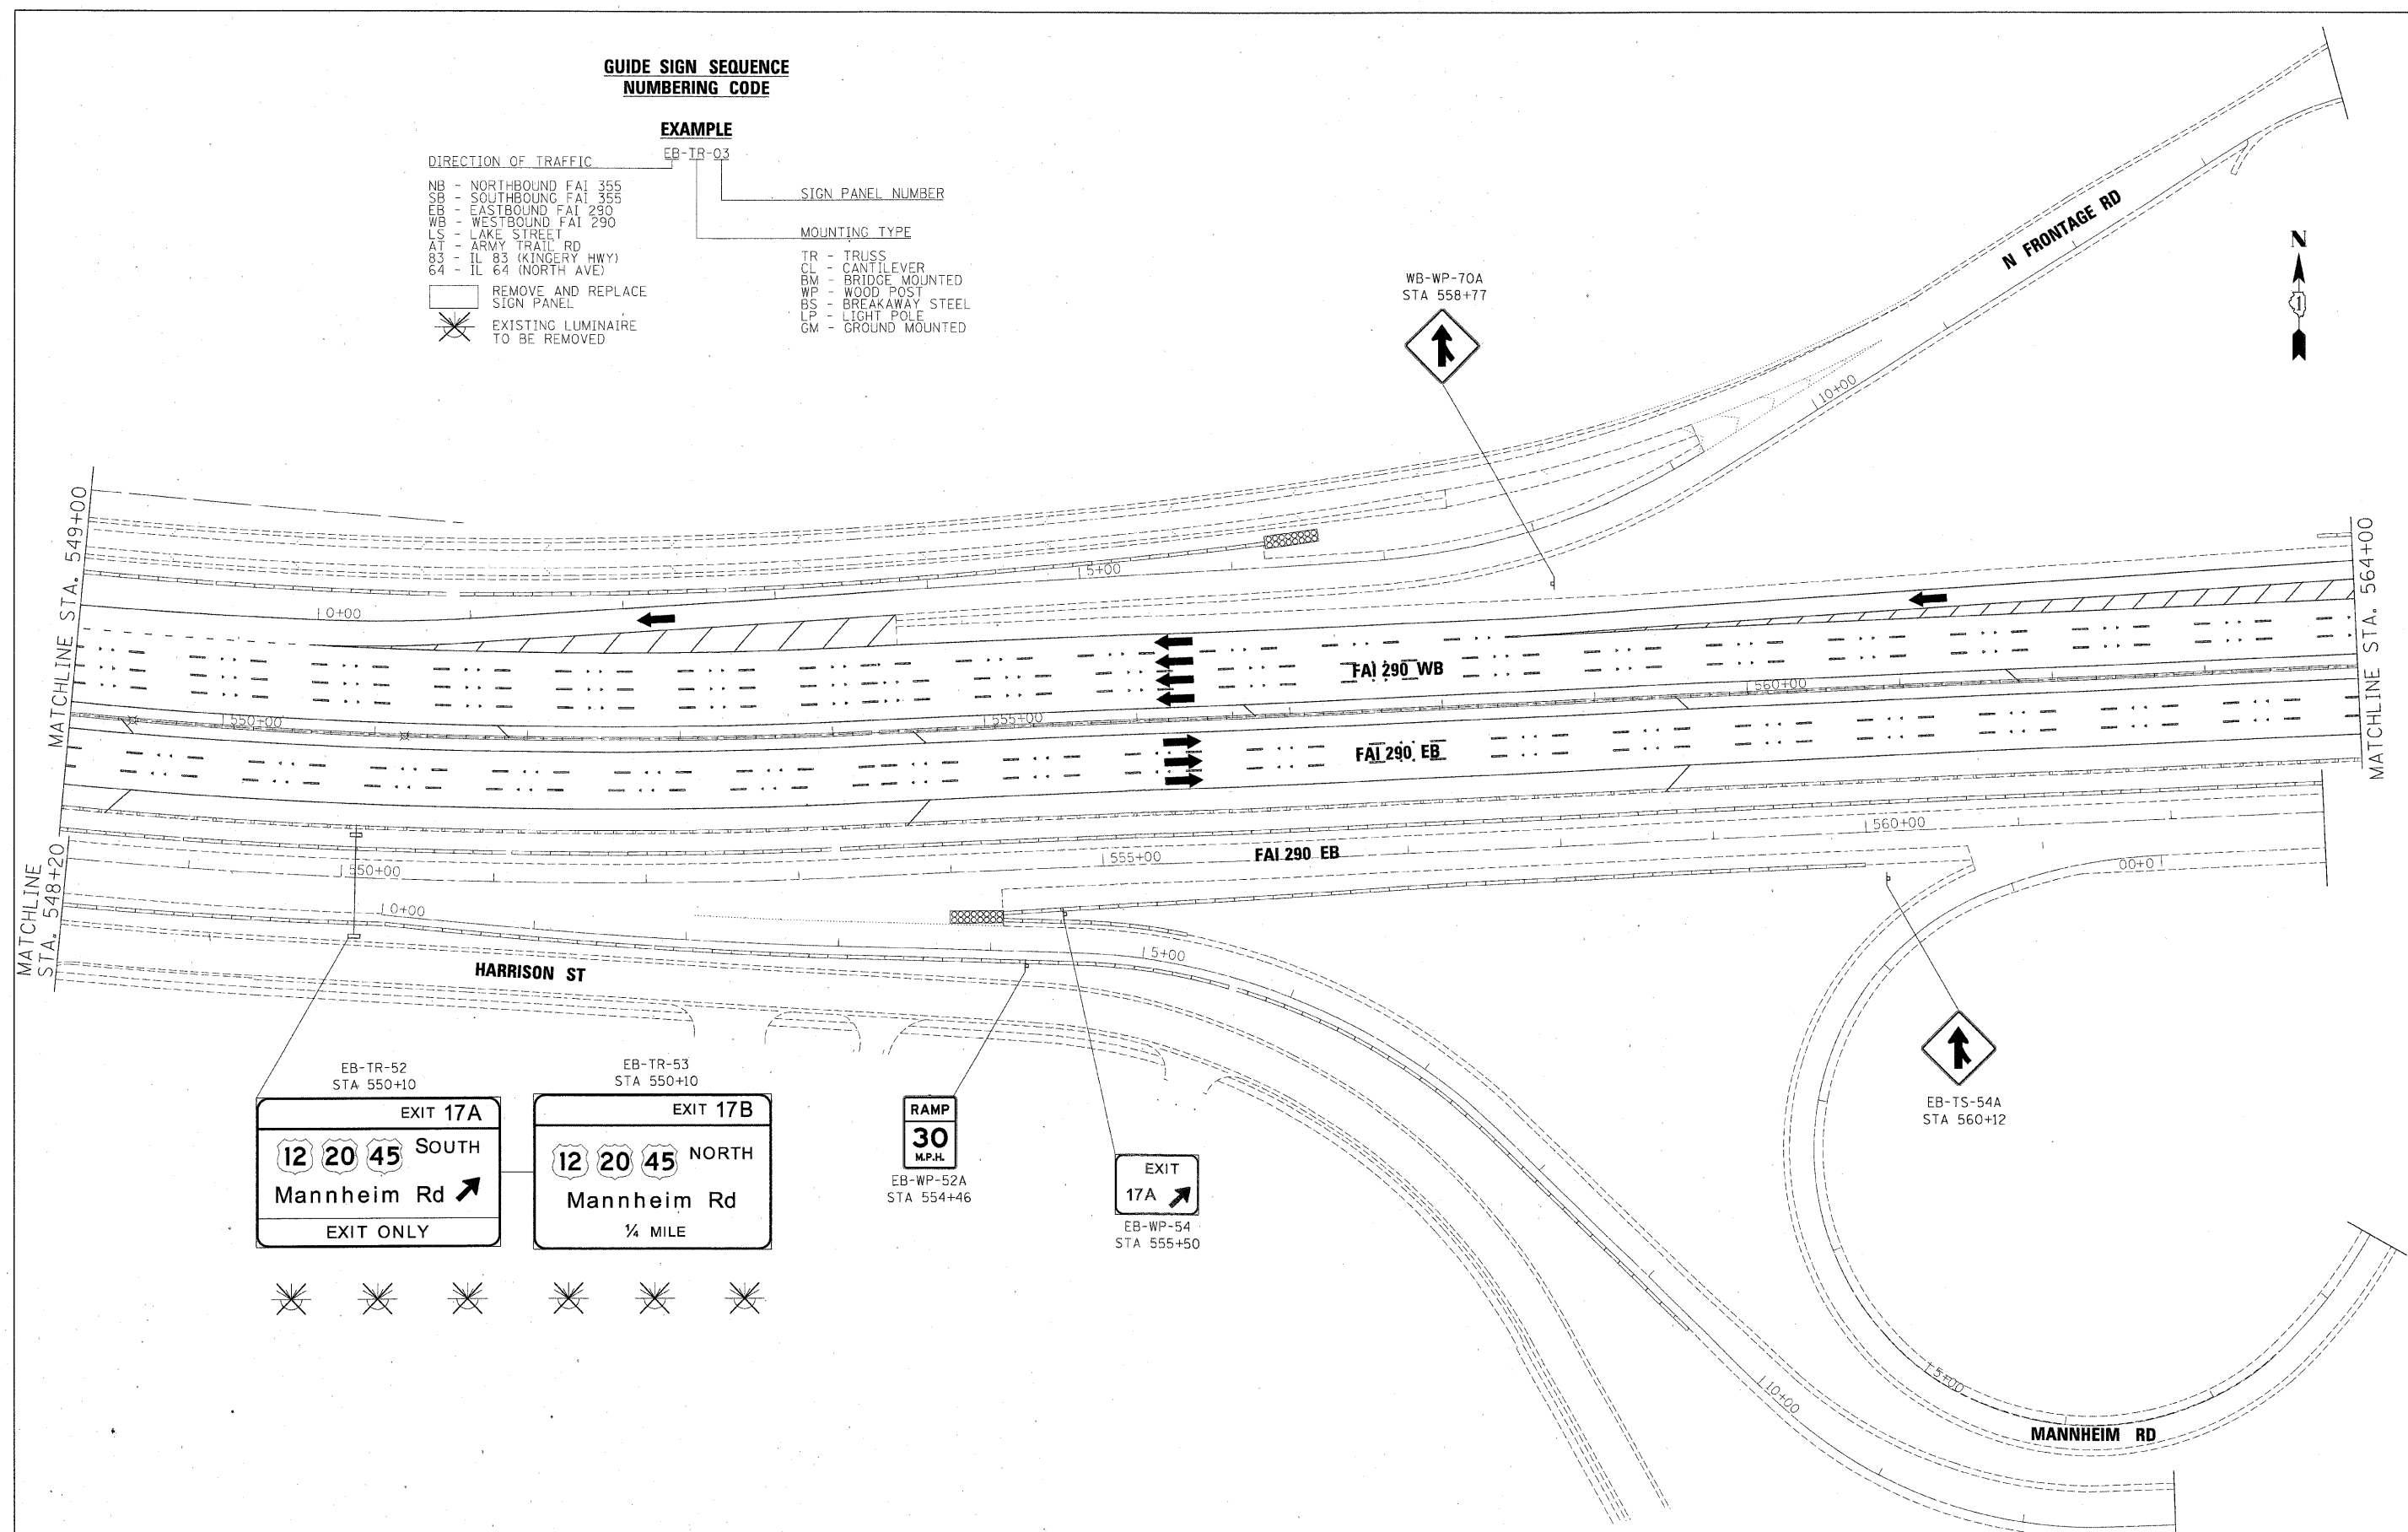 GUIDE SIGN SEQUENCE
NUMBERING CODE
EXAMPLE
EB-TR-03
DIRECTION OF TRAFFIC
NB - NORTHBOUND FAI 355
SB - SOUTHBOUNG FAI 355
EB - EASTBOUND FAI 290
WB - WESTBOUND FAI 290
LS - LAKE STREET
AT - ARMY TRAIL RD
83 - IL 83 (KINGERY HWY)
64 - IL 64 (NORTH AVE)
REMOVE AND REPLACE
SIGN PANEL
EXISTING LUMINAIRE
TO BE REMOVED
SIGN PANEL NUMBER
MOUNTING TYPE
TR - TRUSS
CL - CANTILEVER
BM - BRIDGE MOUNTED
WP - WOOD POST
BS - BREAKAWAY STEEL
LP - LIGHT POLE
GM - GROUND MOUNTED
WB-WP-70A
STA 558+77
N FRONTAGE RD
N
1
10+00
MATCHLINE STA. 549+00
MATCHLINE STA. 564+00
5+00
0+00
FAI 290 WB
560+00
550+00
555+00
FAI 290 EB
560+00
555+00
FAI 290 EB
550+00
0+00
MATCHLINE
STA. 548+20
0+00
5+00
HARRISON ST
EB-TR-52
STA 550+10
EXIT 17A
12 20 45 SOUTH
Mannheim Rd
EXIT ONLY
EB-TR-53
STA 550+10
EXIT 17B
12 20 45 NORTH
Mannheim Rd
¼ MILE
RAMP
30
M.P.H.
EB-WP-52A
STA 554+46
EXIT
17A
EB-WP-54
STA 555+50
EB-TS-54A
STA 560+12
5+00
10+00
MANNHEIM RD